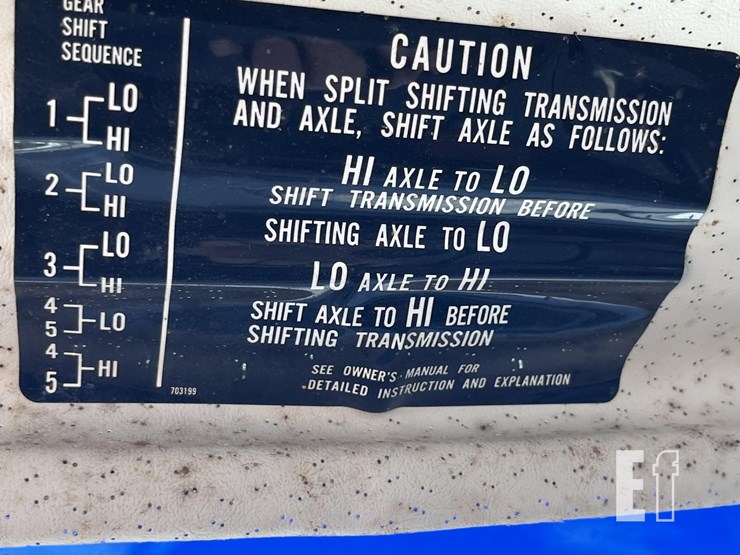 GEAR
SHIFT
SEQUENCE
1 LO
HI
2 LO
HI
3 LO
HI
4
5 LO
4
5 HI
703199
CAUTION
WHEN SPLIT SHIFTING TRANSMISSION
AND AXLE, SHIFT AXLE AS FOLLOWS:
HI AXLE TO LO
SHIFT TRANSMISSION BEFORE
SHIFTING AXLE TO LO
LO AXLE TO HI
SHIFT AXLE TO HI BEFORE
SHIFTING TRANSMISSION
SEE OWNER'S MANUAL FOR
DETAILED INSTRUCTION AND EXPLANATION
Ef